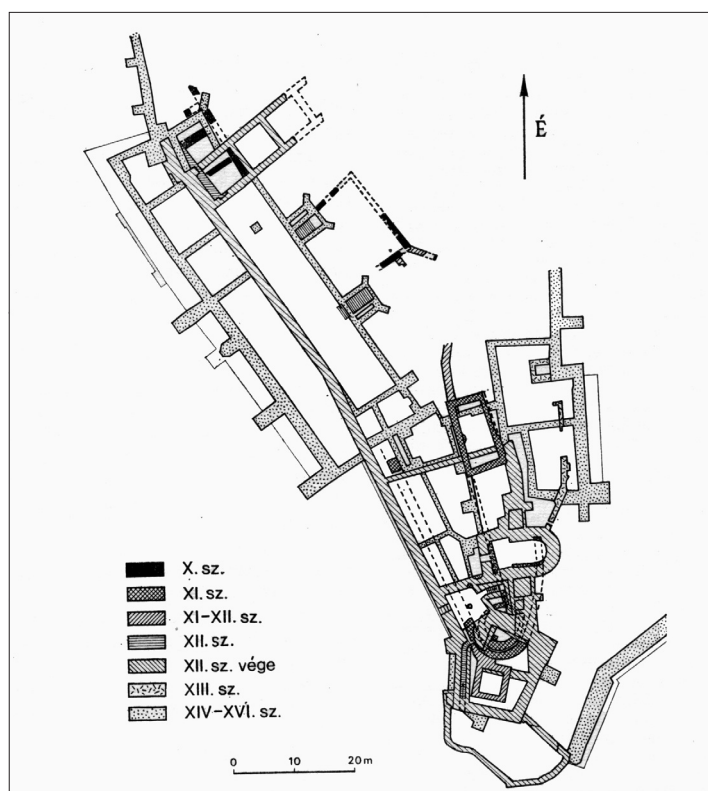 É
X. sz.
XI. sz.
XI–XII. sz.
XII. sz.
XII. sz. vége
XIII. sz.
XIV–XVI. sz.
0 10 20 m